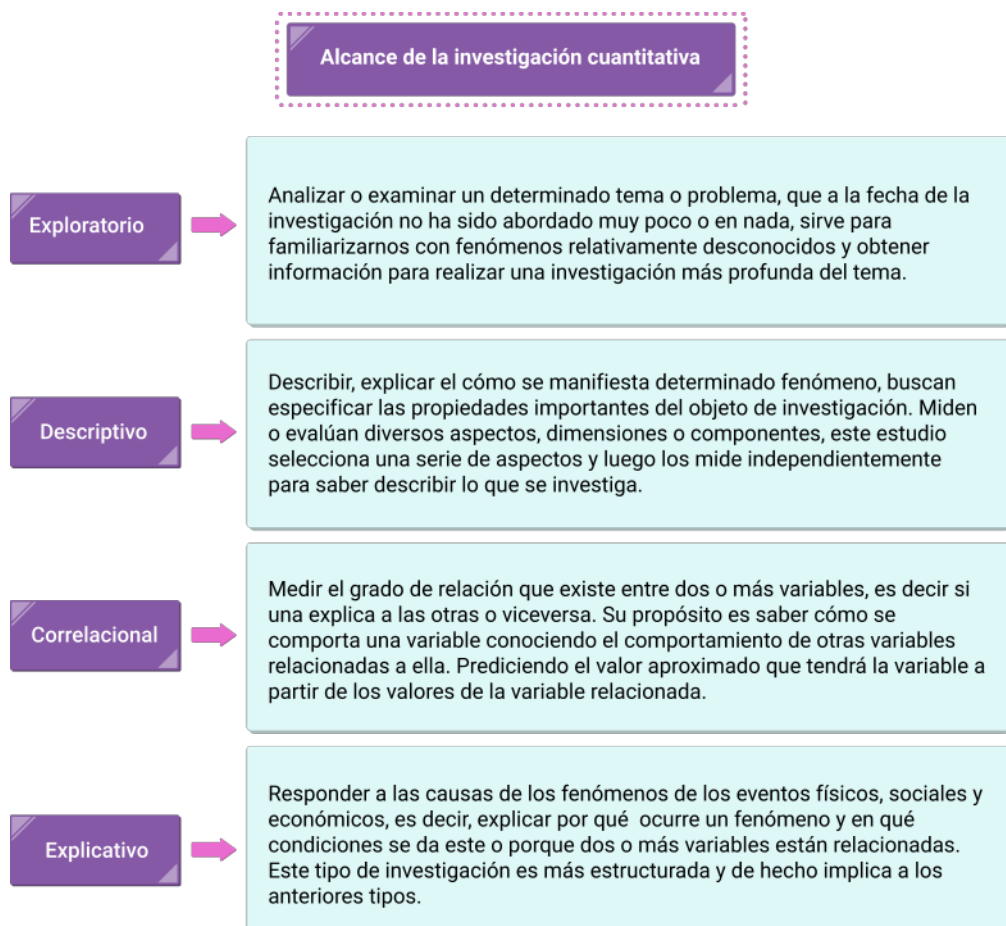 Alcance de la investigación cuantitativa
Exploratorio
Analizar o examinar un determinado tema o problema, que a la fecha de la
investigación no ha sido abordado muy poco o en nada, sirve para
familiarizarnos con fenómenos relativamente desconocidos y obtener
información para realizar una investigación más profunda del tema.
Descriptivo
Describir, explicar el cómo se manifiesta determinado fenómeno, buscan
especificar las propiedades importantes del objeto de investigación. Miden
o evalúan diversos aspectos, dimensiones o componentes, este estudio
selecciona una serie de aspectos y luego los mide independientemente
para saber describir lo que se investiga.
Correlacional
Medir el grado de relación que existe entre dos o más variables, es decir si
una explica a las otras o viceversa. Su propósito es saber cómo se
comporta una variable conociendo el comportamiento de otras variables
relacionadas a ella. Prediciendo el valor aproximado que tendrá la variable a
partir de los valores de la variable relacionada.
Explicativo
Responder a las causas de los fenómenos de los eventos físicos, sociales y
económicos, es decir, explicar por qué  ocurre un fenómeno y en qué
condiciones se da este o porque dos o más variables están relacionadas.
Este tipo de investigación es más estructurada y de hecho implica a los
anteriores tipos.